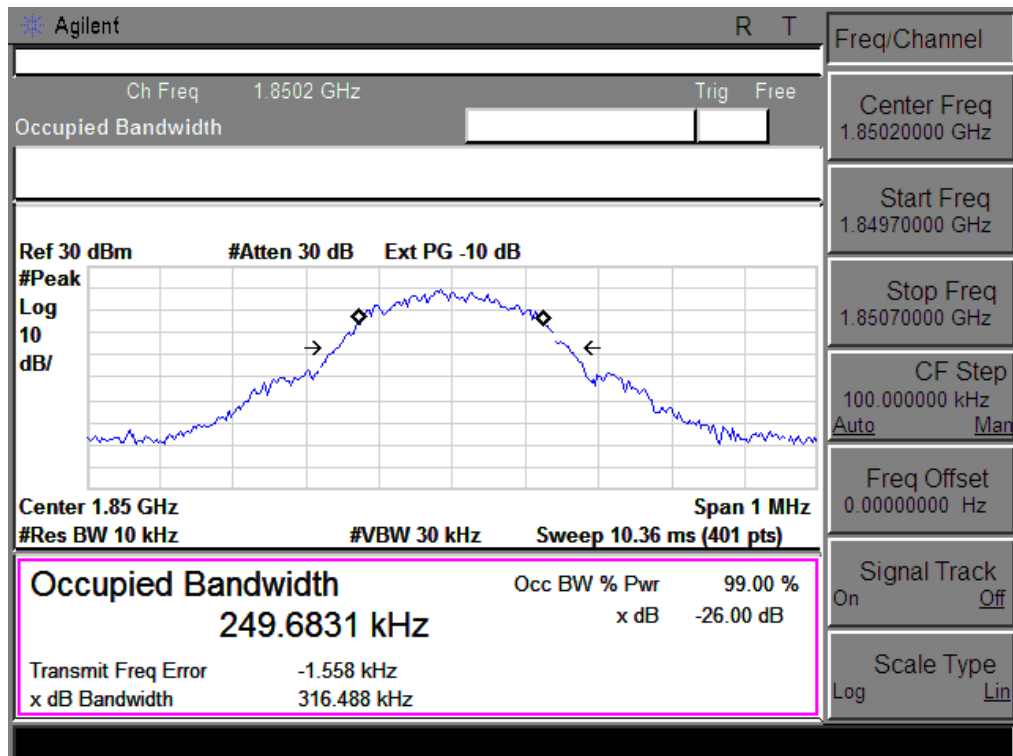 Agilent R T
Ch Freq 1.8502 GHz Trig Free
Occupied Bandwidth
Ref 30 dBm #Atten 30 dB Ext PG -10 dB
#Peak
Log
10
dB/
Center 1.85 GHz Span 1 MHz
#Res BW 10 kHz #VBW 30 kHz Sweep 10.36 ms (401 pts)
Occupied Bandwidth Occ BW % Pwr 99.00 %
249.6831 kHz x dB -26.00 dB
Transmit Freq Error -1.558 kHz
x dB Bandwidth 316.488 kHz
Freq/Channel
Center Freq
1.85020000 GHz
Start Freq
1.84970000 GHz
Stop Freq
1.85070000 GHz
CF Step
100.000000 kHz
Auto Man
Freq Offset
0.00000000 Hz
Signal Track
On Off
Scale Type
Log Lin